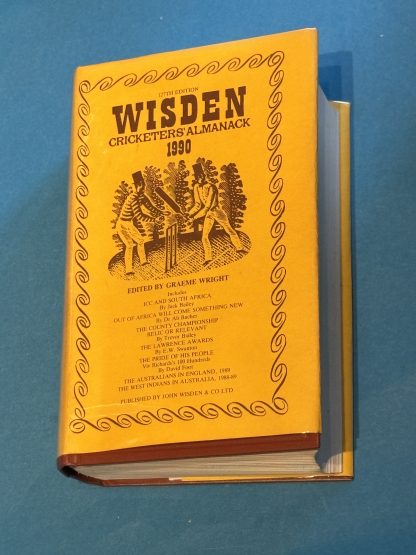 127TH EDITION
WISDEN
CRICKETERS' ALMANACK
1990
EDITED BY GRAEME WRIGHT
Includes
ICC AND SOUTH AFRICA
By Jack Bailey
OUT OF AFRICA WILL COME SOMETHING NEW
By Dr Ali Bacher
THE COUNTY CHAMPIONSHIP
RELIC OR RELEVANT
By Trevor Bailey
THE LAWRENCE AWARDS
By E. W. Swanton
THE PRIDE OF HIS PEOPLE
Viv Richards's 100 Hundreds
By David Foot
THE AUSTRALIANS IN ENGLAND, 1989
THE WEST INDIANS IN AUSTRALIA, 1988-89
PUBLISHED BY JOHN WISDEN & CO LTD